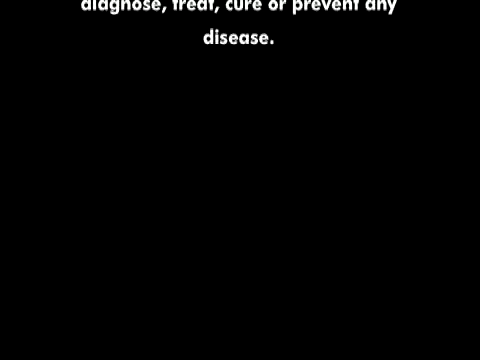 diagnose, treat, cure or prevent any
disease.